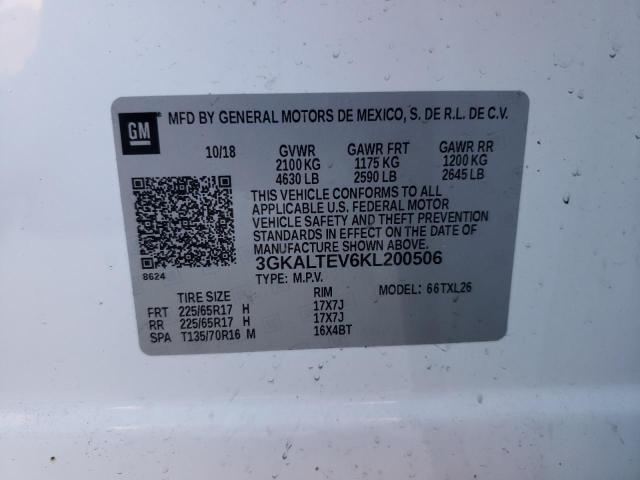 GM
MFD BY GENERAL MOTORS DE MEXICO, S. DE R.L. DE C.V.
10/18 GVWR GAWR FRT GAWR RR
2100 KG 1175 KG 1200 KG
4630 LB 2590 LB 2645 LB
THIS VEHICLE CONFORMS TO ALL
APPLICABLE U.S. FEDERAL MOTOR
VEHICLE SAFETY AND THEFT PREVENTION
STANDARDS IN EFFECT ON THE DATE OF
MANUFACTURE SHOWN ABOVE.
8624
3GKALTEV6KL200506
TYPE: M.P.V. MODEL: 66TXL26
TIRE SIZE RIM
FRT 225/65R17 H 17X7J
RR 225/65R17 H 17X7J
SPA T135/70R16 M 16X4BT